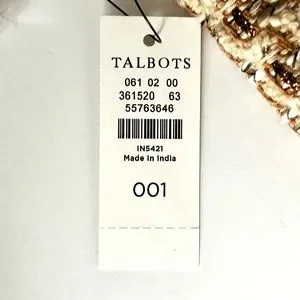 TALBOTS
061 02 00
361520 63
55763646
IN5421
Made In India
001